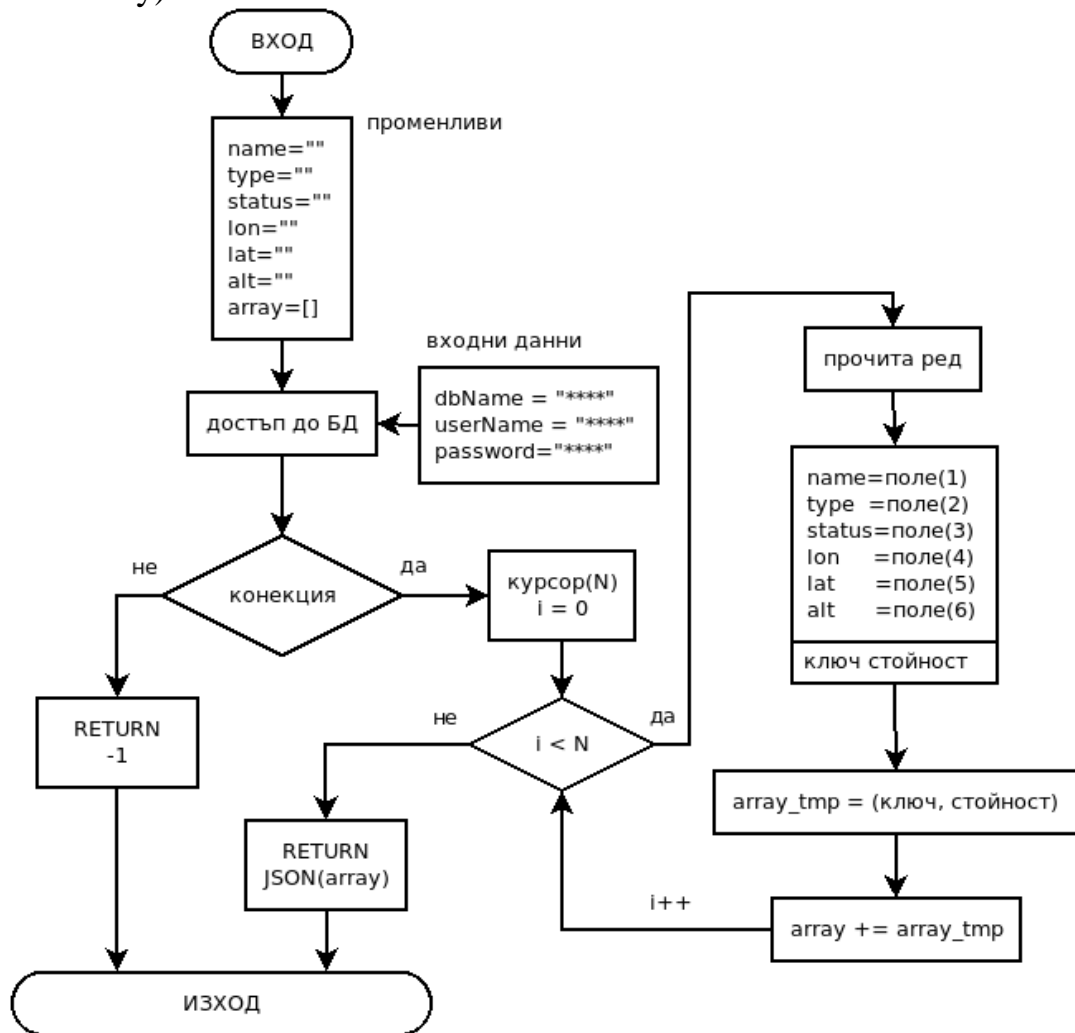 y)
ВХОД
променливи
name=""
type=""
status=""
lon=""
lat=""
alt=""
array=[]
входни данни
dbName = "****"
userName = "****"
password="****"
достъп до БД
конекция
не
да
RETURN
-1
курсор(N)
i = 0
i < N
не
да
RETURN
JSON(array)
прочита ред
name=поле(1)
type =поле(2)
status=поле(3)
lon =поле(4)
lat =поле(5)
alt =поле(6)
ключ стойност
array_tmp = (ключ, стойност)
array += array_tmp
i++
ИЗХОД